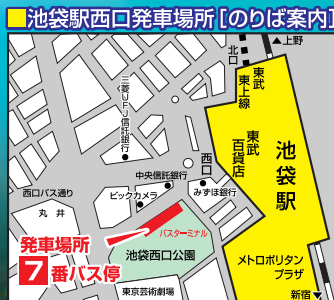 池袋駅西口発車場所[のりば案内]
上野
北口
東武
東上線
三菱UFJ信託銀行
東武
百貨店
池袋駅
中央信託銀行
西口
みずほ銀行
西口バス通り
ビックカメラ
丸井
バスターミナル
発車場所
7番バス停
池袋西口公園
メトロポリタン
プラザ
東京芸術劇場
新宿